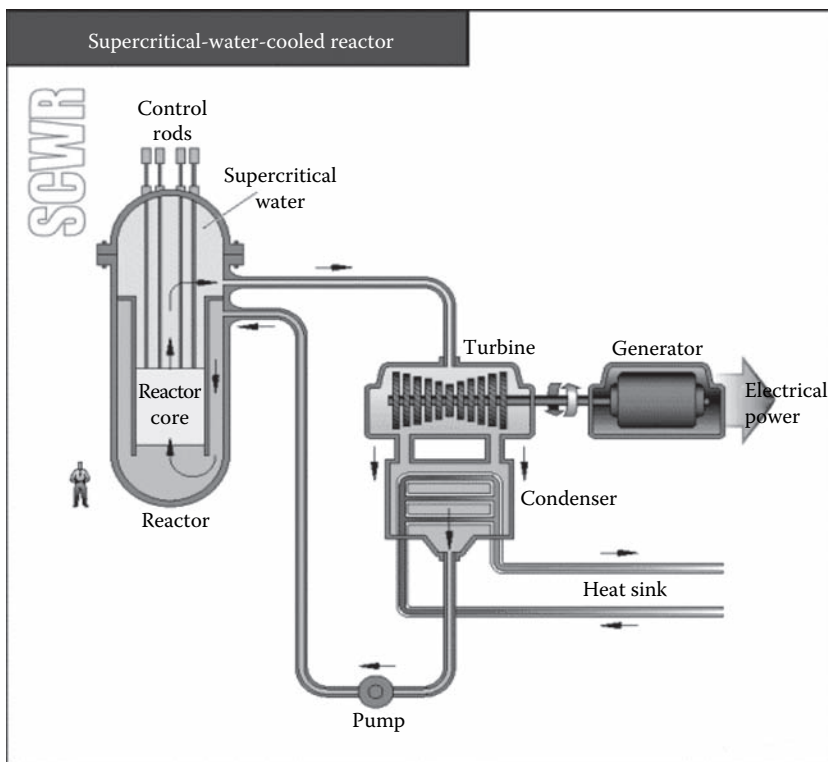 Supercritical-water-cooled reactor
SCWR
Control
rods
Supercritical
water
Turbine
Generator
Reactor
core
Electrical
power
Condenser
Reactor
Heat sink
Pump